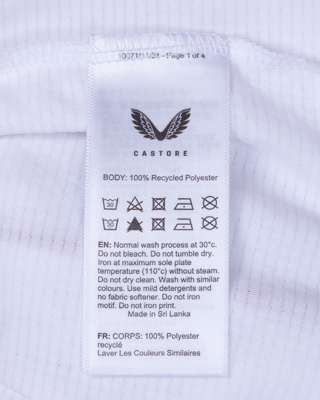 Page 1 of 4
CASTORE
BODY: 100% Recycled Polyester
EN: Normal wash process at 30°c.
Do not bleach. Do not tumble dry.
Iron at maximum sole plate
temperature (110°c) without steam.
Do not dry clean. Wash with similar
colours. Use mild detergents and
no fabric softener. Do not iron
motif. Do not iron print.
Made in Sri Lanka
FR: CORPS: 100% Polyester
recyclé
Laver Les Couleurs Similaires